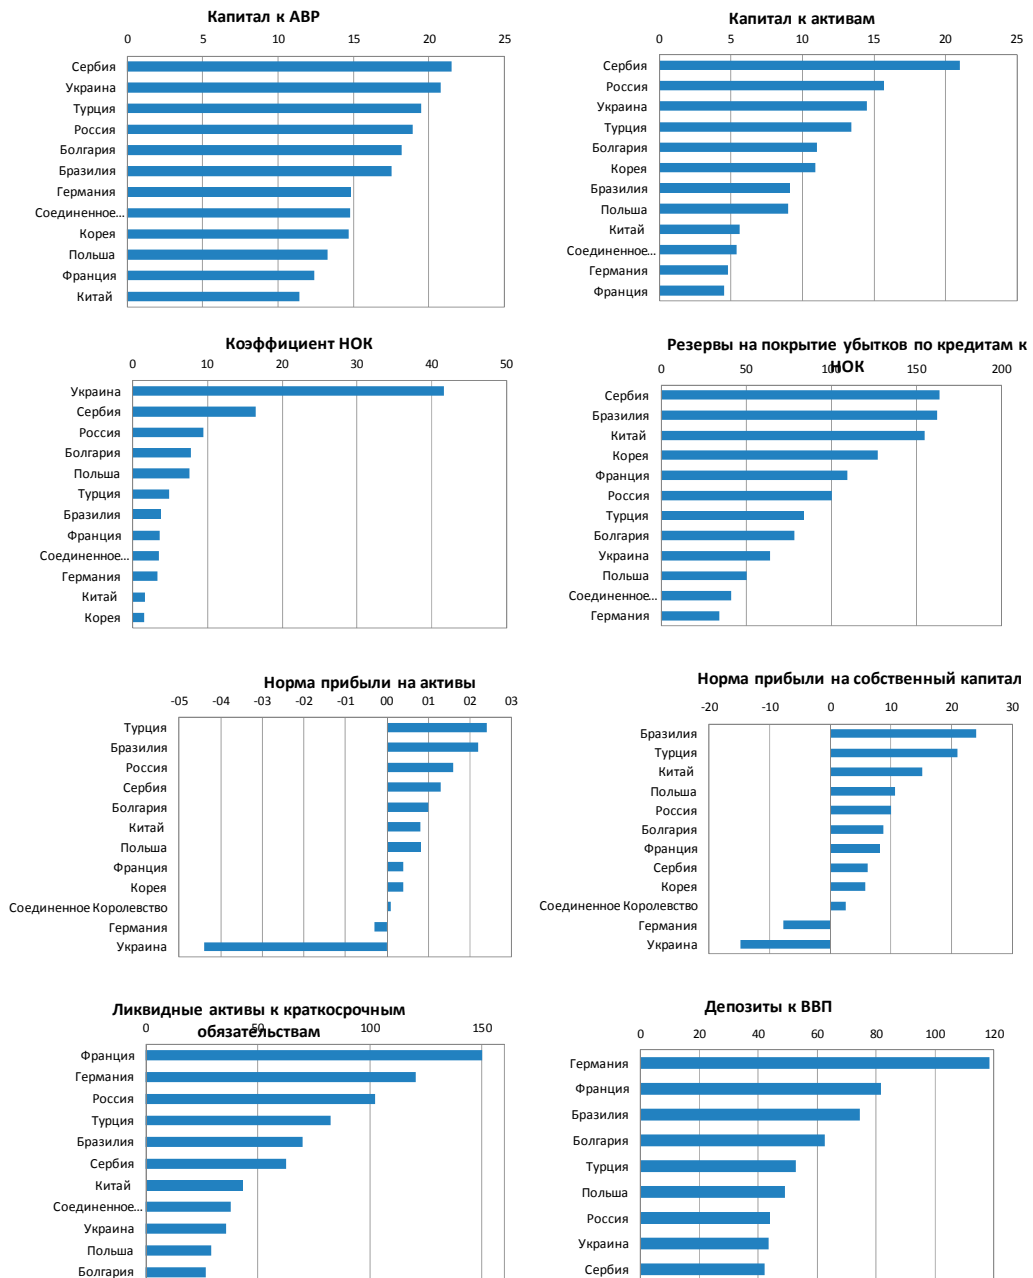 Капитал к АВР
0 5 10 15 20 25
Сербия
Украина
Турция
Россия
Болгария
Бразилия
Германия
Соединенное...
Корея
Польша
Франция
Китай
Капитал к активам
0 5 10 15 20 25
Сербия
Россия
Украина
Турция
Болгария
Корея
Бразилия
Польша
Китай
Соединенное...
Германия
Франция
Коэффициент НОК
0 10 20 30 40 50
Украина
Сербия
Россия
Болгария
Польша
Турция
Бразилия
Франция
Соединенное...
Германия
Китай
Корея
Резервы на покрытие убытков по кредитам к
НОК
0 50 100 150 200
Сербия
Бразилия
Китай
Корея
Франция
Россия
Турция
Болгария
Украина
Польша
Соединенное...
Германия
Норма прибыли на активы
-05 -04 -03 -02 -01 00 01 02 03
Турция
Бразилия
Россия
Сербия
Болгария
Китай
Польша
Франция
Корея
Соединенное Королевство
Германия
Украина
Норма прибыли на собственный капитал
-20 -10 0 10 20 30
Бразилия
Турция
Китай
Польша
Россия
Болгария
Франция
Сербия
Корея
Соединенное Королевство
Германия
Украина
Ликвидные активы к краткосрочным
обязательствам
0 50 100 150
Франция
Германия
Россия
Турция
Бразилия
Сербия
Китай
Соединенное...
Украина
Польша
Болгария
Депозиты к ВВП
0 20 40 60 80 100 120
Германия
Франция
Бразилия
Болгария
Турция
Польша
Россия
Украина
Сербия